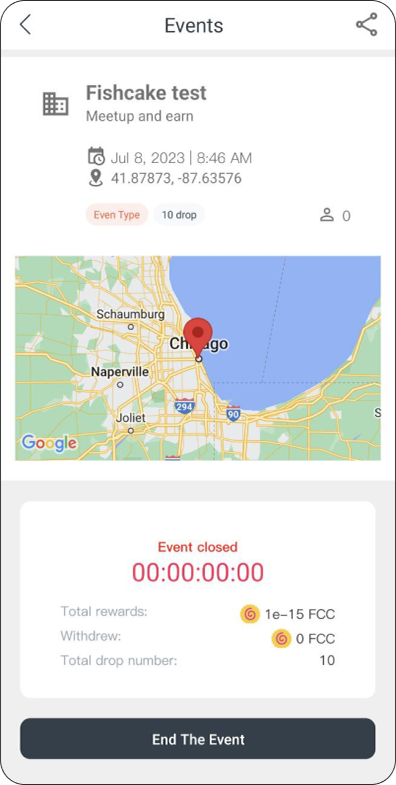 Events
Fishcake test
Meetup and earn
Jul 8, 2023 | 8:46 AM
41.87873, -87.63576
Even Type
10 drop
0
Schaumburg
Chicago
Naperville
294
90
Joliet
S
Google
Event closed
00:00:00:00
Total rewards: 1e-15 FCC
Withdrew: 0 FCC
Total drop number: 10
End The Event